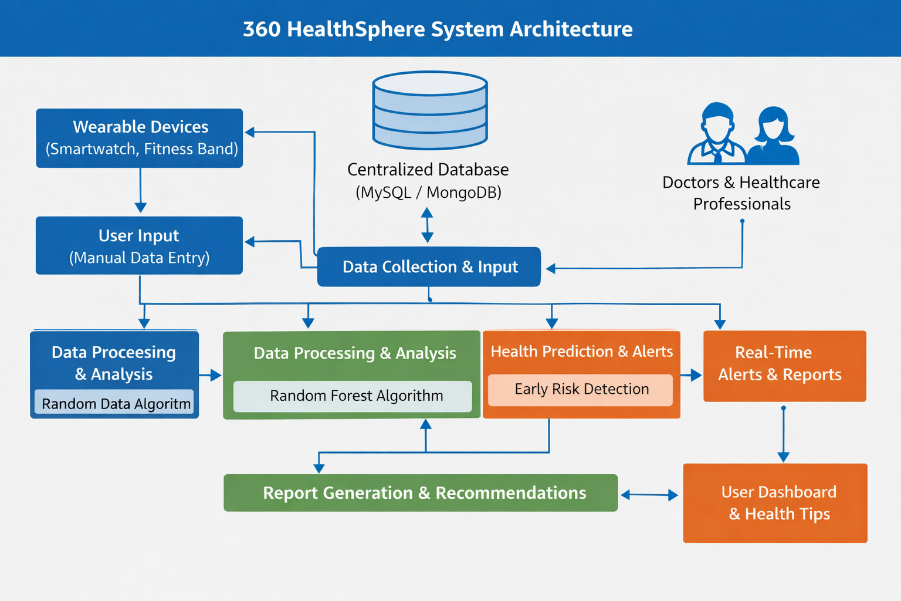 360 HealthSphere System Architecture
Wearable Devices
(Smartwatch, Fitness Band)
Centralized Database
(MySQL / MongoDB)
Doctors & Healthcare
Professionals
User Input
(Manual Data Entry)
Data Collection & Input
Data Proceesing
& Analysis
Random Data Algoritm
Data Processing & Analysis
Random Forest Algorithm
Health Prediction & Alerts
Early Risk Detection
Real-Time
Alerts & Reports
Report Generation & Recommendations
User Dashboard
& Health Tips